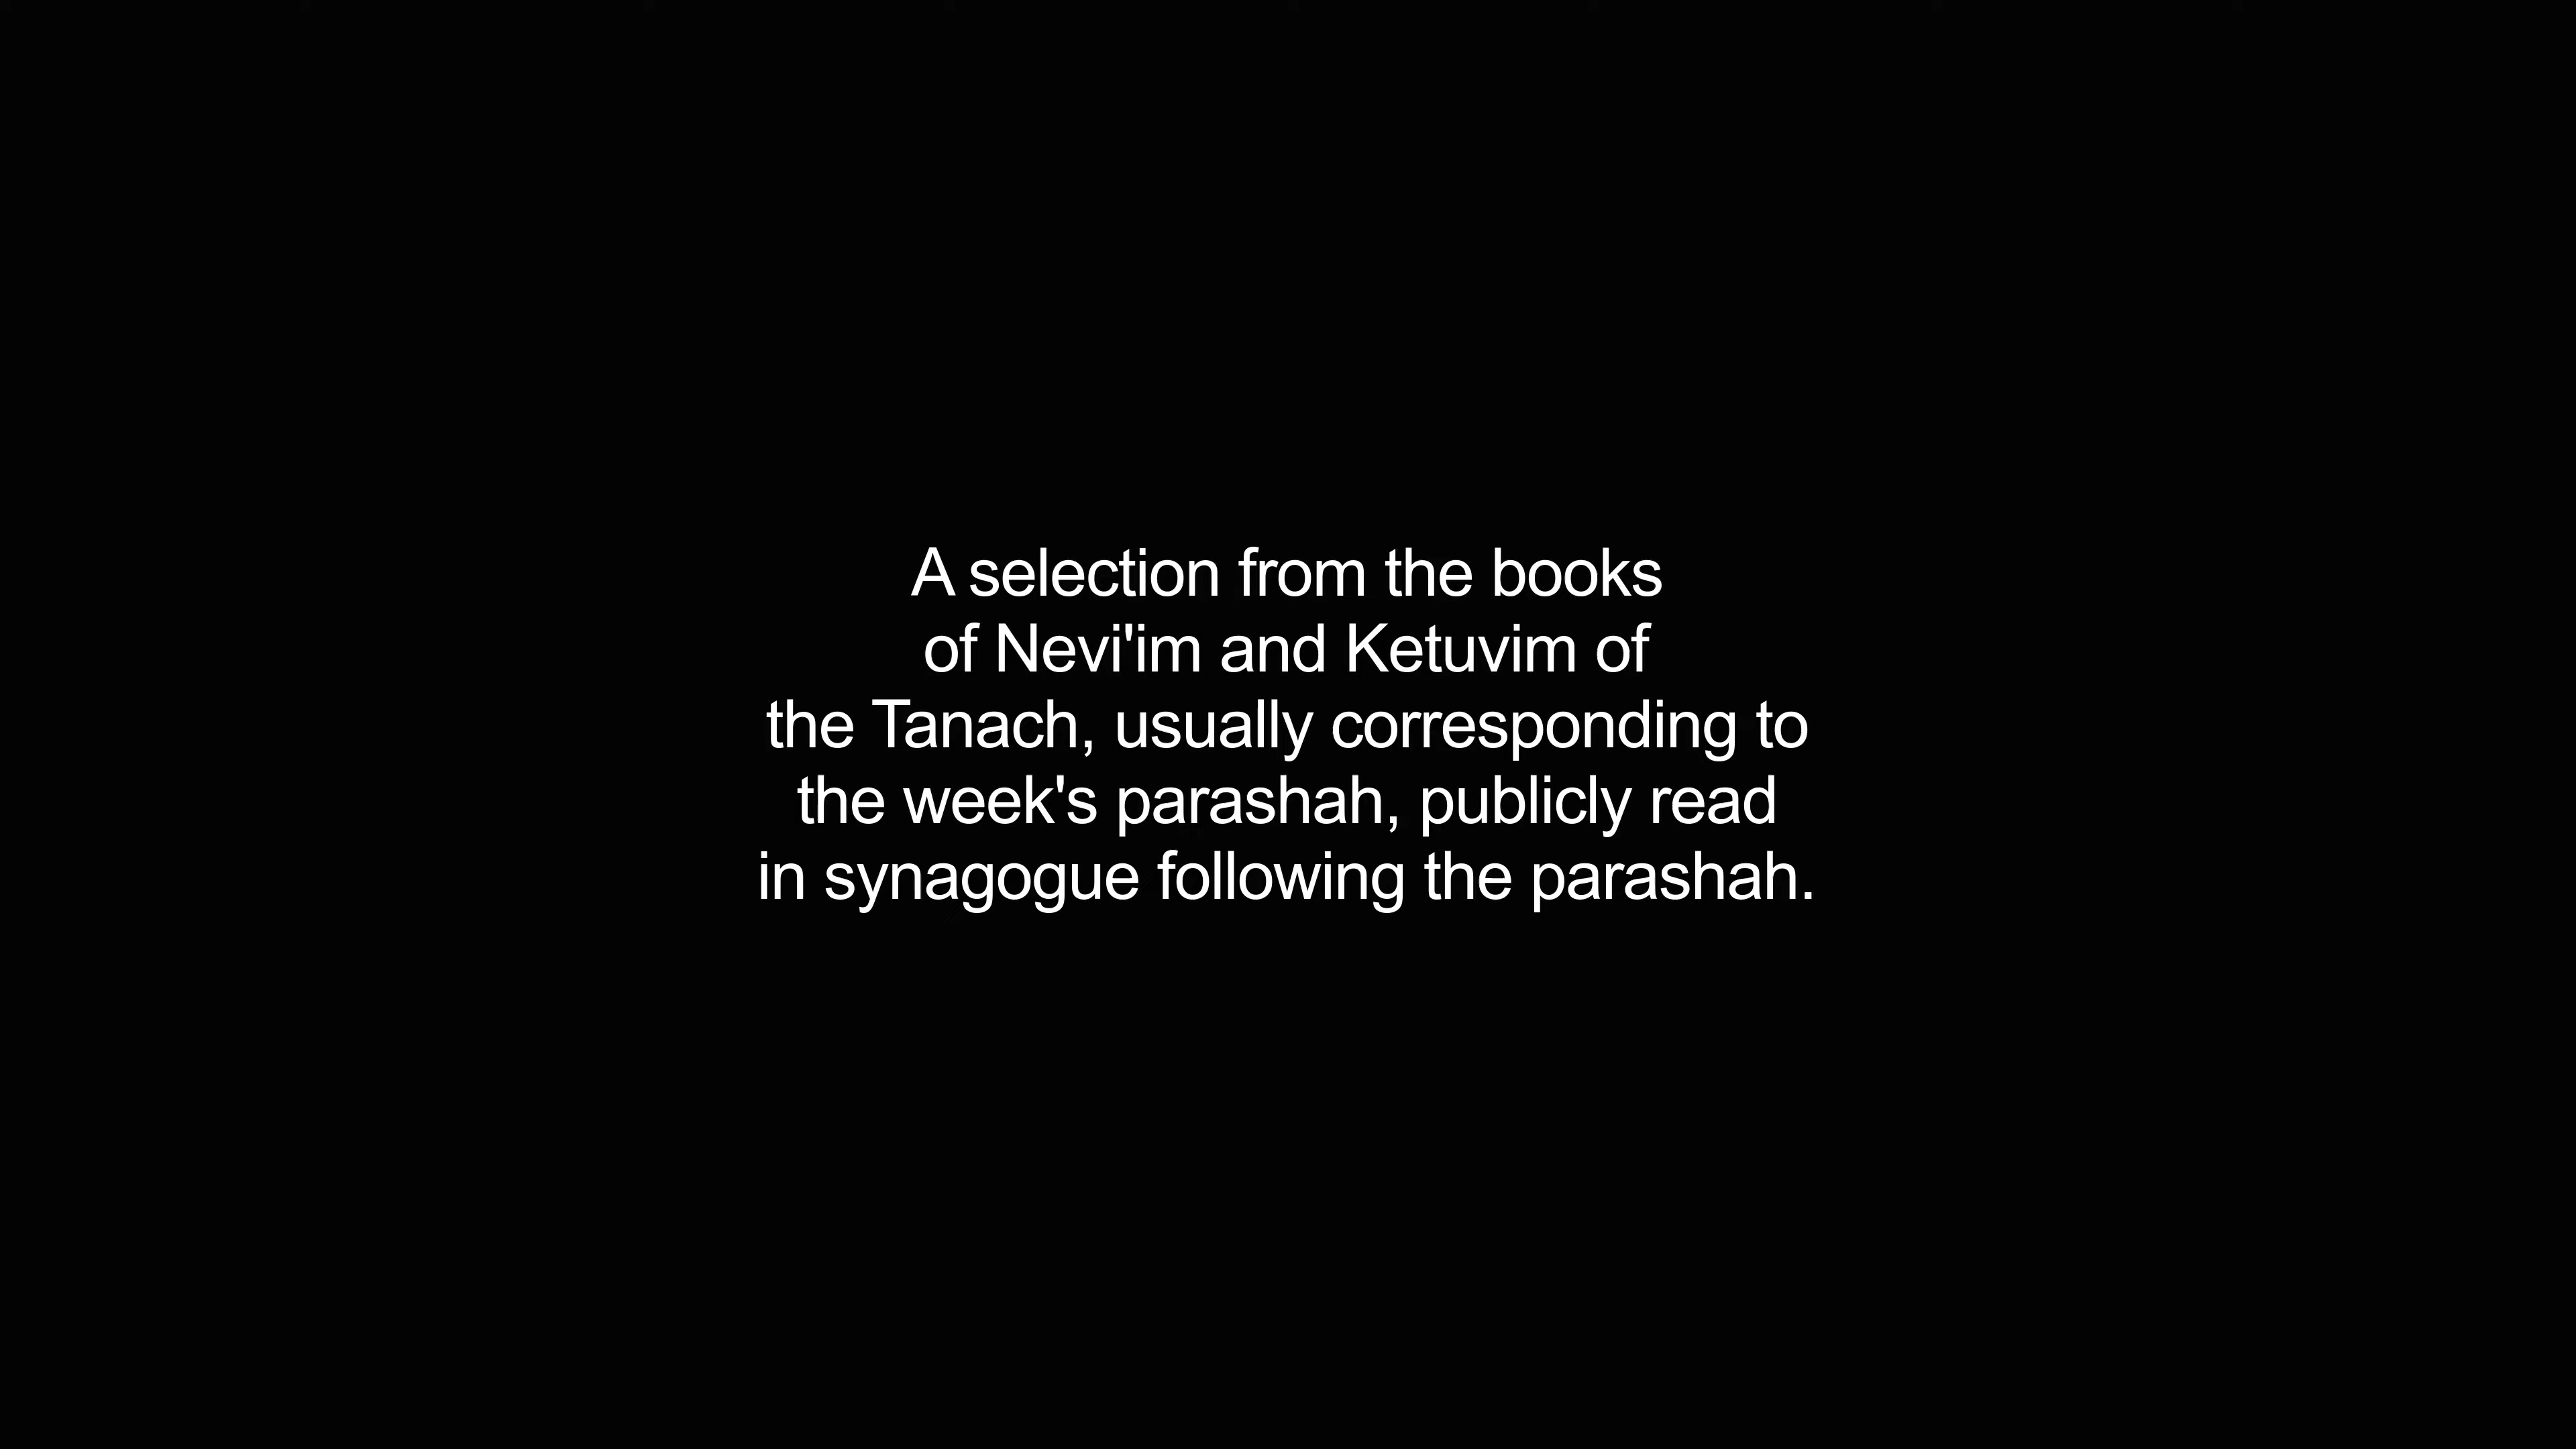 A selection from the books
of Nevi'im and Ketuvim of
the Tanach, usually corresponding to
the week's parashah, publicly read
in synagogue following the parashah.